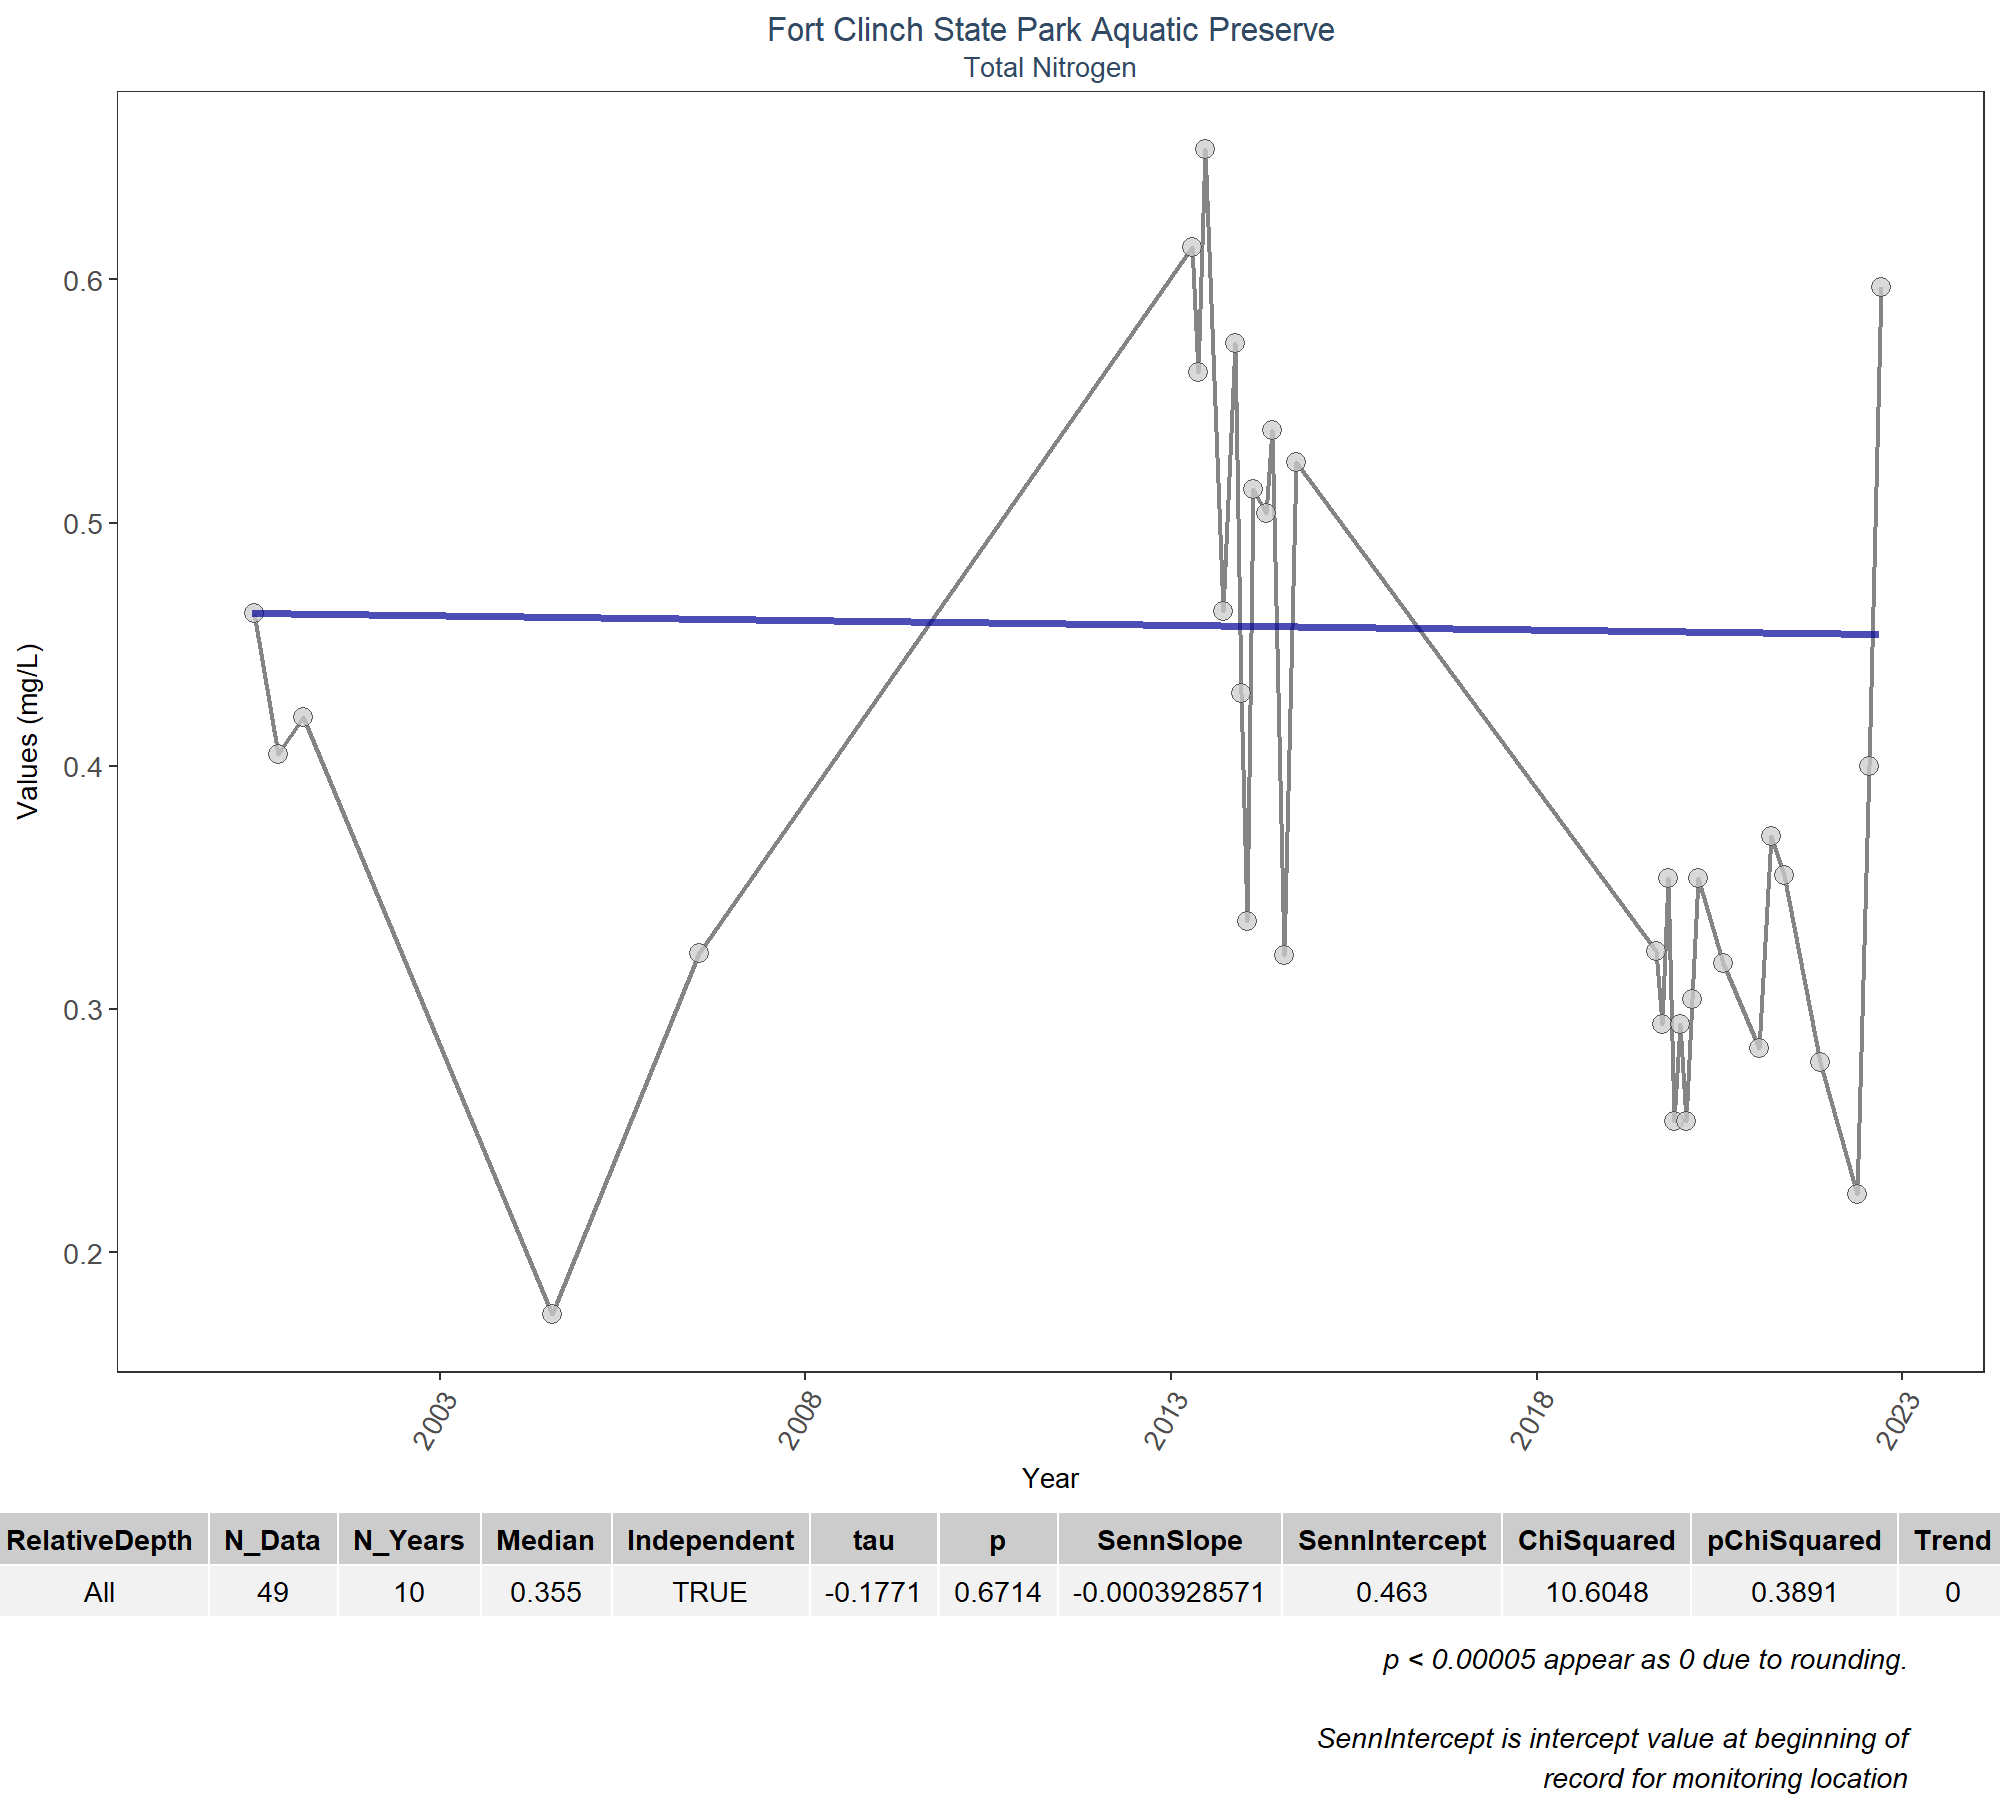 Fort Clinch State Park Aquatic Preserve
Total Nitrogen
Values (mg/L)
0.6
0.5
0.4
0.3
0.2
2003 2008 2013 2018 2023
Year
RelativeDepth N_Data N_Years Median Independent tau p SennSlope SennIntercept ChiSquared pChiSquared Trend
All 49 10 0.355 TRUE -0.1771 0.6714 -0.0003928571 0.463 10.6048 0.3891 0
p < 0.00005 appear as 0 due to rounding.
SennIntercept is intercept value at beginning of
record for monitoring location